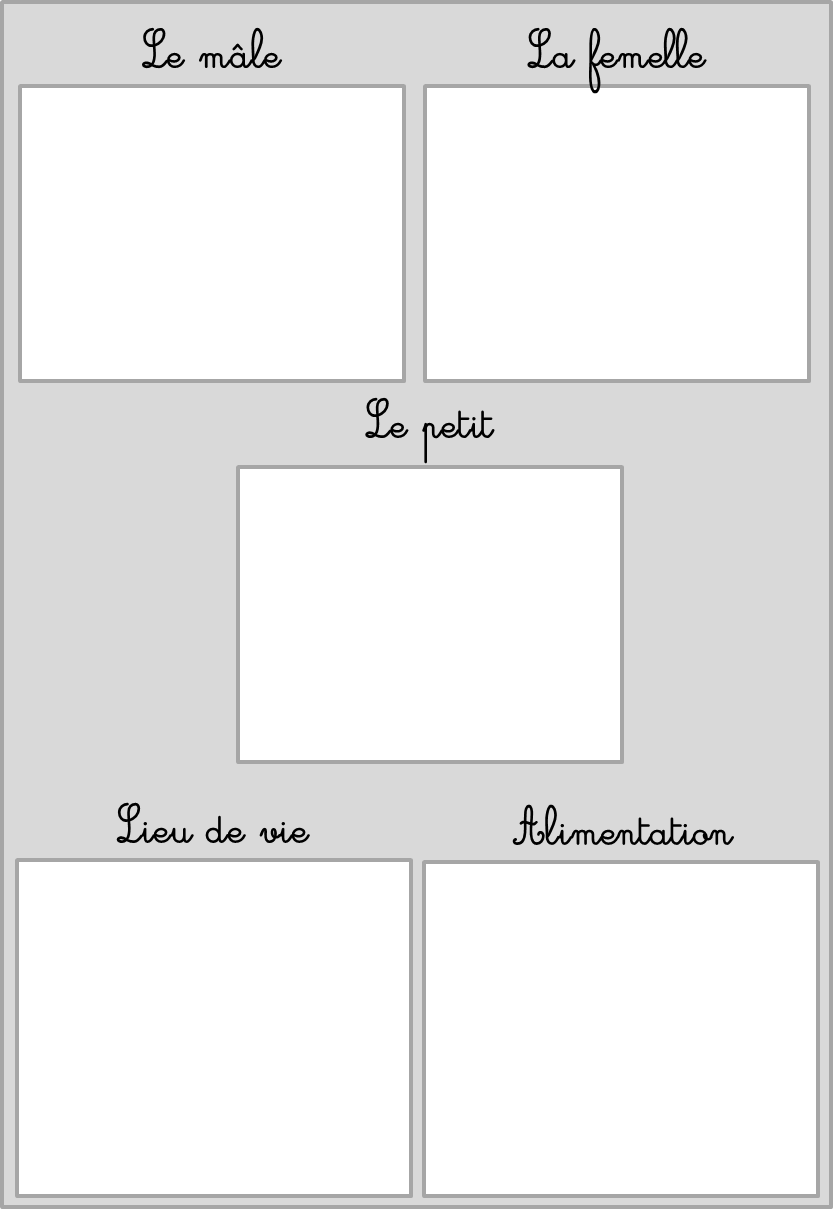 Le mâle
La femelle
Le petit
Lieu de vie
Alimentation